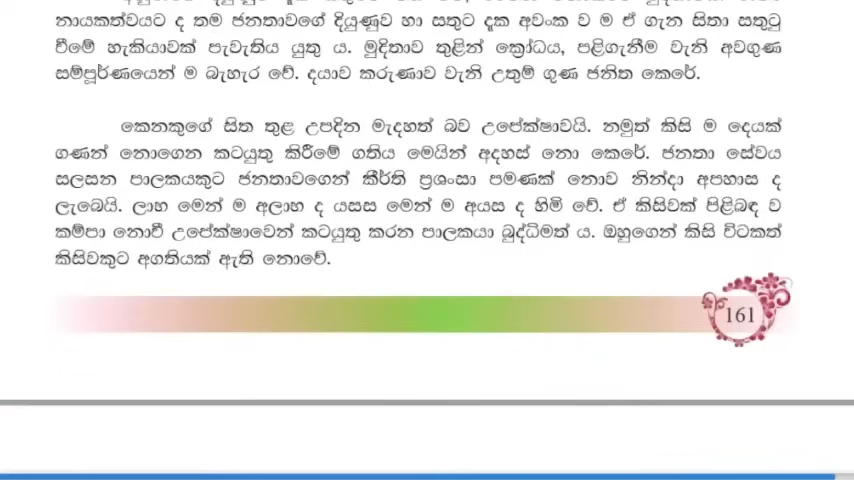 නායකත්වයට ද තම ජනතාවගේ දියුණුව හා සතුට දැක අවංක ව ම ඒ ගැන සිතා සතුටු
වීමේ හැකියාවක් පැවැතිය යුතු ය. මුදිතාව තුළින් ක්‍රෝධය, පළිගැනීම වැනි අවගුණ
සම්පූර්ණයෙන් ම බැහැර වේ. දයාව කරුණාව වැනි උතුම් ගුණ ජනිත කෙරේ.
කෙනකුගේ සිත තුළ උපදින මැදහත් බව උපේක්ෂාවයි. නමුත් කිසි ම දෙයක්
ගණන් නොගෙන කටයුතු කිරීමේ ගතිය මෙයින් අදහස් නො කෙරේ. ජනතා සේවය
සලසන පාලකයකුට ජනතාවගෙන් කීර්ති ප්‍රශංසා පමණක් නොව නින්දා අපහාස ද
ලැබෙයි. ලාභ මෙන් ම අලාභ ද යසස මෙන් ම අයස ද හිමි වේ. ඒ කිසිවක් පිළිබඳ ව
කම්පා නොවී උපේක්ෂාවෙන් කටයුතු කරන පාලකයා බුද්ධිමත් ය. ඔහුගෙන් කිසි විටකත්
කිසිවකුට අගතියක් ඇති නොවේ.
161